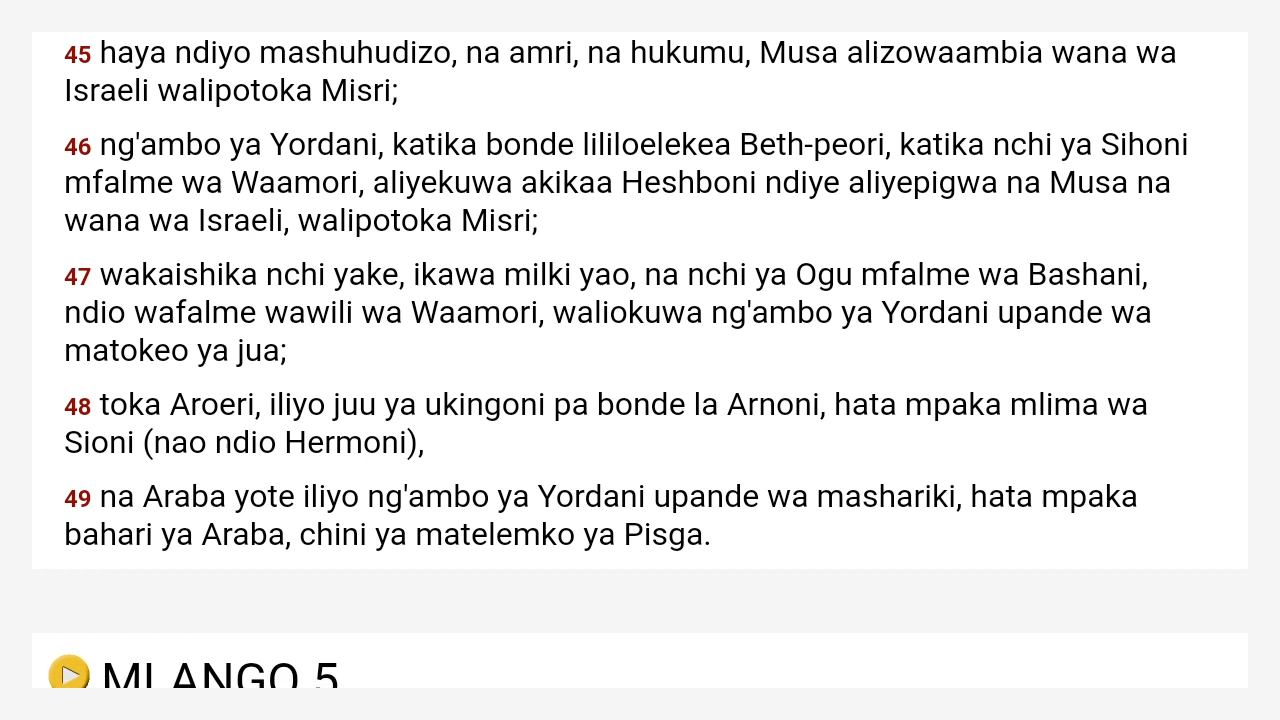 45 haya ndiyo mashuhudizo, na amri, na hukumu, Musa alizowaambia wana wa
Israeli walipotoka Misri;
46 ng'ambo ya Yordani, katika bonde lililoelekea Beth-peori, katika nchi ya Sihoni
mfalme wa Waamori, aliyekuwa akikaa Heshboni ndiye aliyepigwa na Musa na
wana wa Israeli, walipotoka Misri;
47 wakaishika nchi yake, ikawa milki yao, na nchi ya Ogu mfalme wa Bashani,
ndio wafalme wawili wa Waamori, waliokuwa ng'ambo ya Yordani upande wa
matokeo ya jua;
48 toka Aroeri, iliyo juu ya ukingoni pa bonde la Arnoni, hata mpaka mlima wa
Sioni (nao ndio Hermoni),
49 na Araba yote iliyo ng'ambo ya Yordani upande wa mashariki, hata mpaka
bahari ya Araba, chini ya matelemko ya Pisga.
MLANGO 5